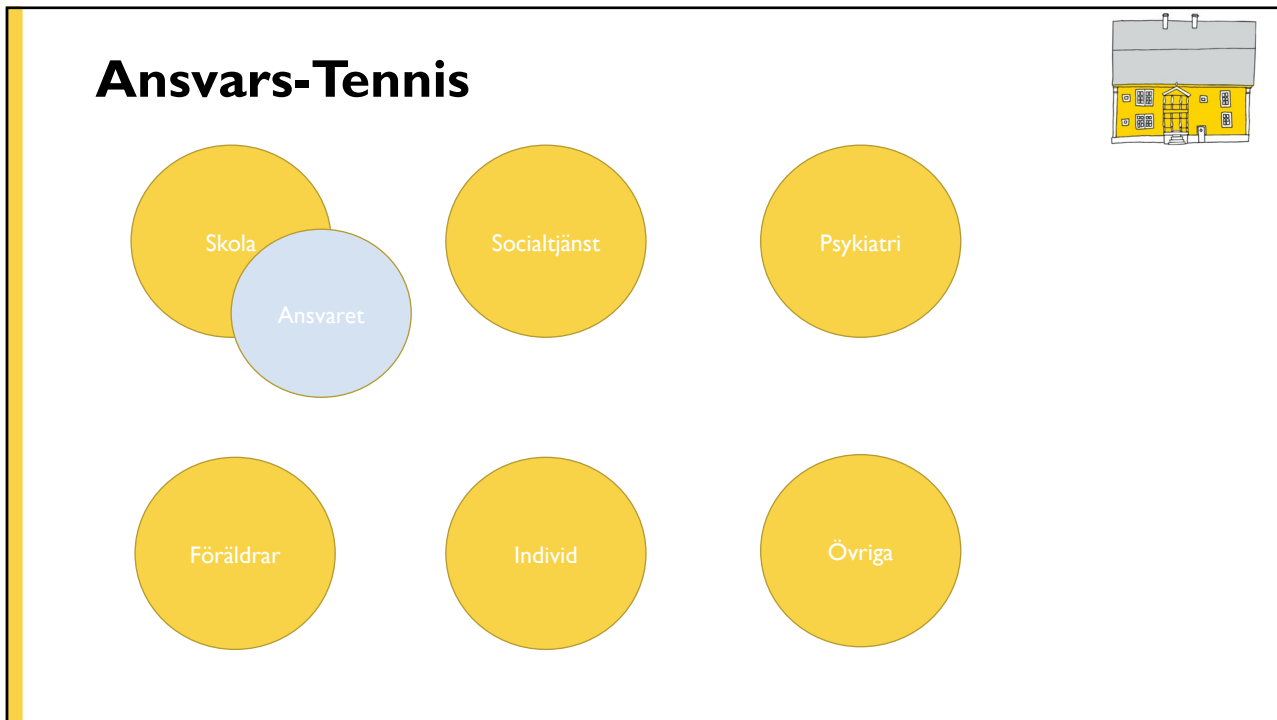 Ansvars-Tennis
Skola
Socialtjänst
Psykiatri
Ansvaret
Föräldrar
Individ
Övriga